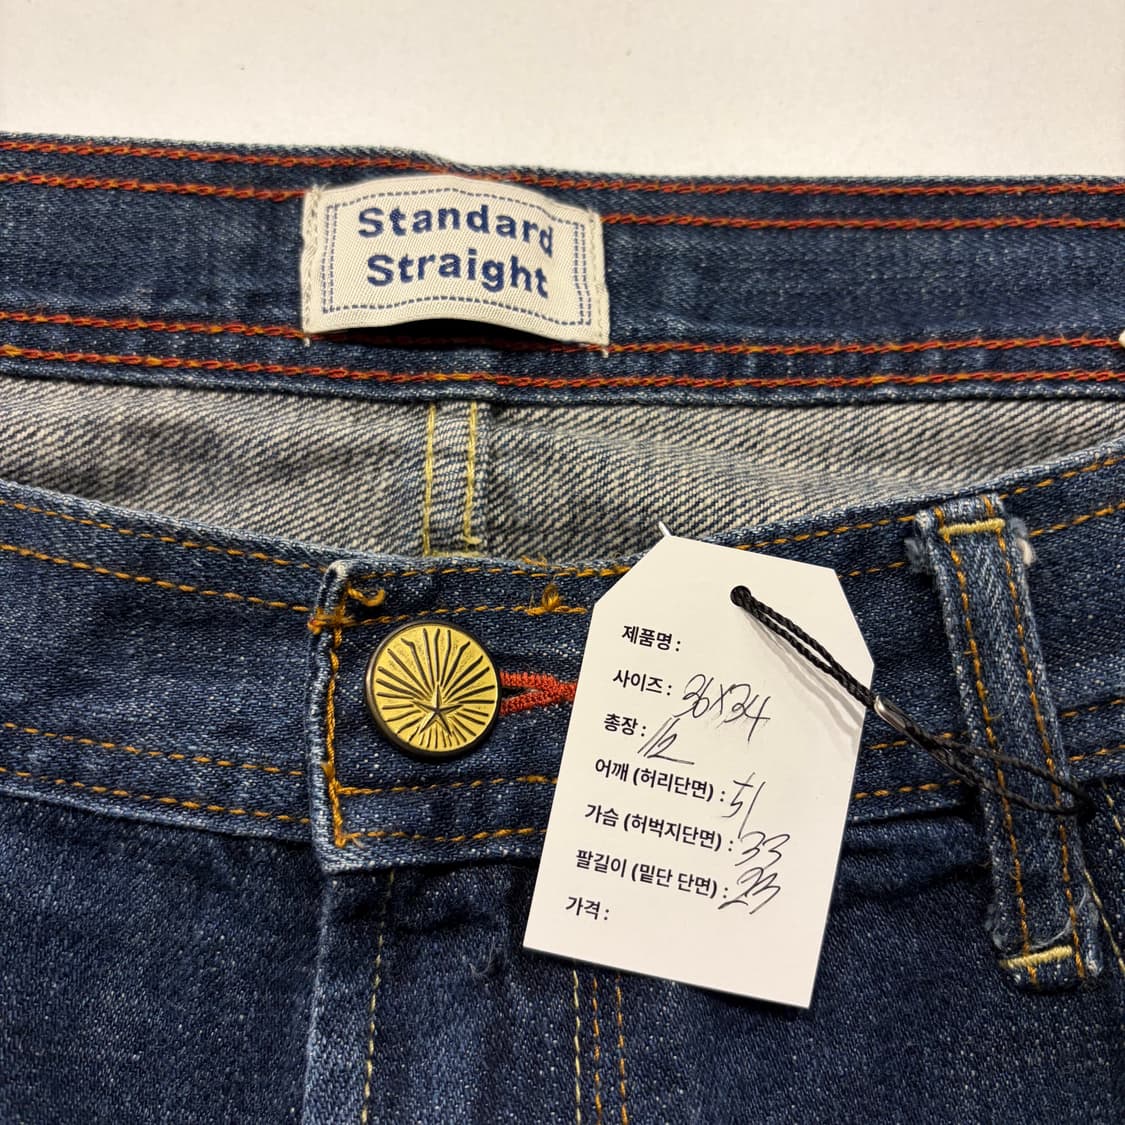 Standard
Straight
제품명 :
사이즈 : 36X34
총장 : 112
어깨 (허리단면) : 51
가슴 (허벅지단면) : 33
팔길이 (밑단 단면) : 23
가격 :